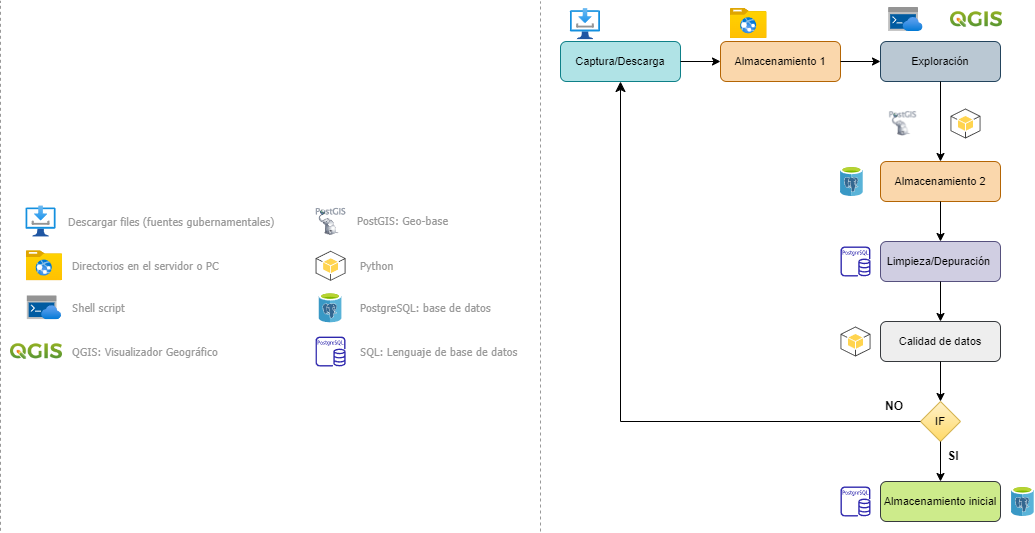 QGIS
Captura/Descarga
Almacenamiento 1
Exploración
PostGIS
Almacenamiento 2
PostgreSQL
Limpieza/Depuración
Calidad de datos
NO
IF
SI
PostgreSQL
Almacenamiento inicial
Descargar files (fuentes gubernamentales)
PostGIS
PostGIS: Geo-base
Directorios en el servidor o PC
Python
Shell script
PostgreSQL: base de datos
QGIS
QGIS: Visualizador Geográfico
PostgreSQL
SQL: Lenguaje de base de datos